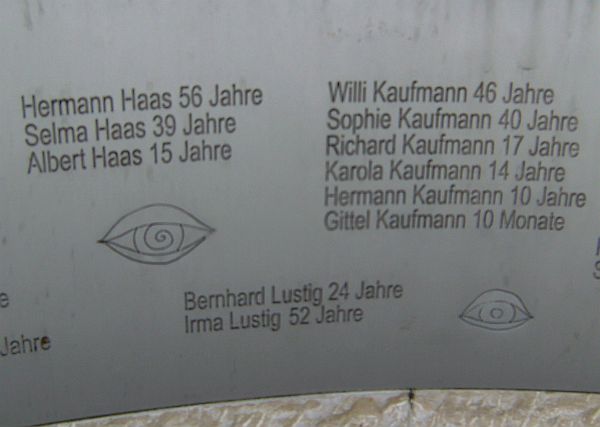 Hermann Haas 56 Jahre
Selma Haas 39 Jahre
Albert Haas 15 Jahre
Willi Kaufmann 46 Jahre
Sophie Kaufmann 40 Jahre
Richard Kaufmann 17 Jahre
Karola Kaufmann 14 Jahre
Hermann Kaufmann 10 Jahre
Gittel Kaufmann 10 Monate
Bernhard Lustig 24 Jahre
Irma Lustig 52 Jahre
Jahre